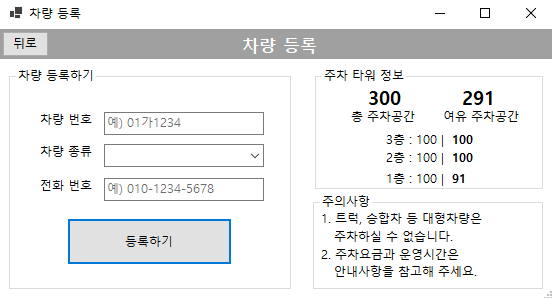 차량 등록
뒤로
차량 등록
차량 등록하기
차량 번호
예) 01가1234
차량 종류
전화 번호
예) 010-1234-5678
등록하기
주차 타워 정보
300 291
총 주차공간 여유 주차공간
3층 : 100 | 100
2층 : 100 | 100
1층 : 100 | 91
주의사항
1. 트럭, 승합차 등 대형차량은
주차하실 수 없습니다.
2. 주차요금과 운영시간은
안내사항을 참고해 주세요.